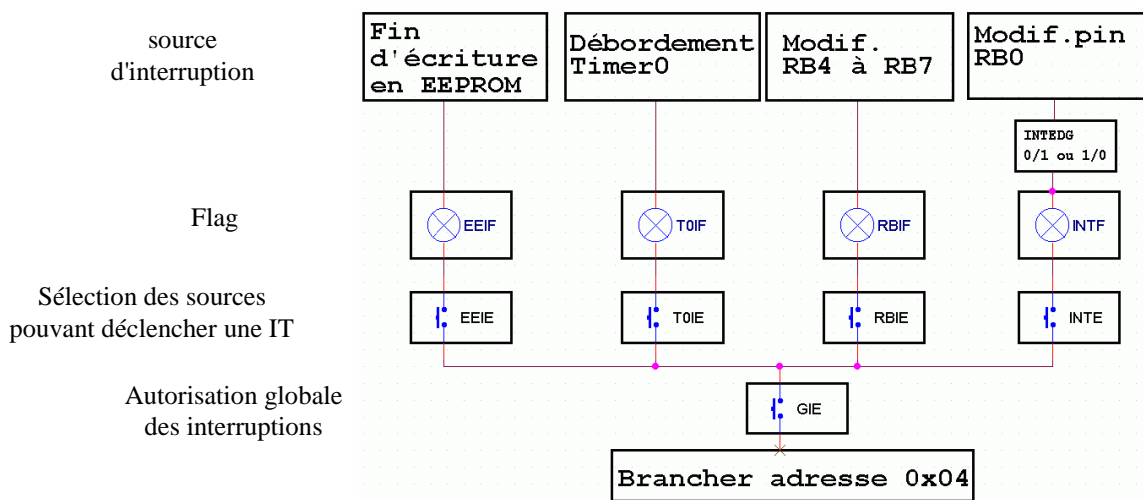 source
d'interruption
Fin
d'écriture
en EEPROM
Débordement
Timer0
Modif.
RB4 à RB7
Modif.pin
RB0
INTEDG
0/1 ou 1/0
Flag
EEIF
T0IF
RBIF
INTF
Sélection des sources
pouvant déclencher une IT
EEIE
T0IE
RBIE
INTE
Autorisation globale
des interruptions
GIE
Brancher adresse 0x04